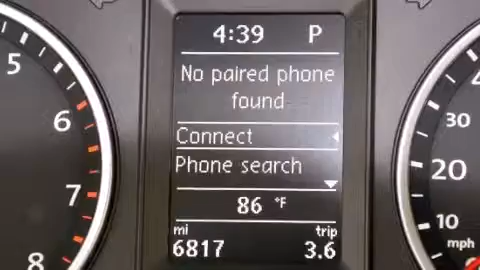 4:39 P
No paired phone
found
Connect
Phone search
86 °F
mi trip
6817 3.6
5
6
7
8
30
20
10
mph